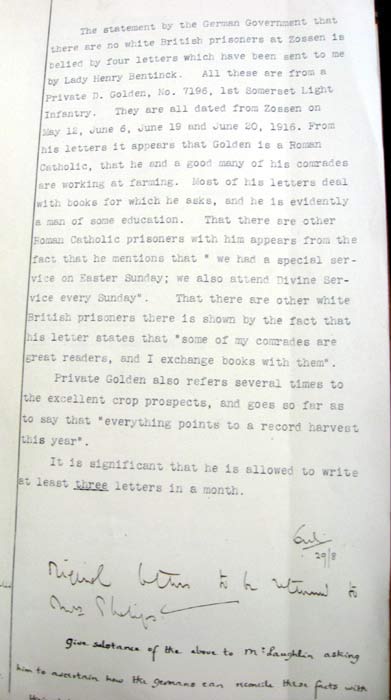 The statement by the German Government that
there are no white British prisoners at Zossen is
belied by four letters which have been sent to me
by Lady Henry Bentinck. All these are from a
Private D. Golden, No. 7196, 1st Somerset Light
Infantry. They are all dated from Zossen on
May 12, June 6, June 19 and June 20, 1916. From
his letters it appears that Golden is a Roman
Catholic, that he and a good many of his comrades
are working at farming. Most of his letters deal
with books for which he asks, and he is evidently
a man of some education. That there are other
Roman Catholic prisoners with him appears from the
fact that he mentions that " we had a special ser-
vice on Easter Sunday; we also attend Divine Ser-
vice every Sunday". That there are other white
British prisoners there is shown by the fact that
his letter states that "some of my comrades are
great readers, and I exchange books with them".
Private Golden also refers several times to
the excellent crop prospects, and goes so far as
to say that "everything points to a record harvest
this year".
It is significant that he is allowed to write
at least three letters in a month.
29/8
Original letters to be returned to
Mrs Phelips
Give substance of the above to McLaughlin asking
him to ascertain how the Germans can reconcile these facts with